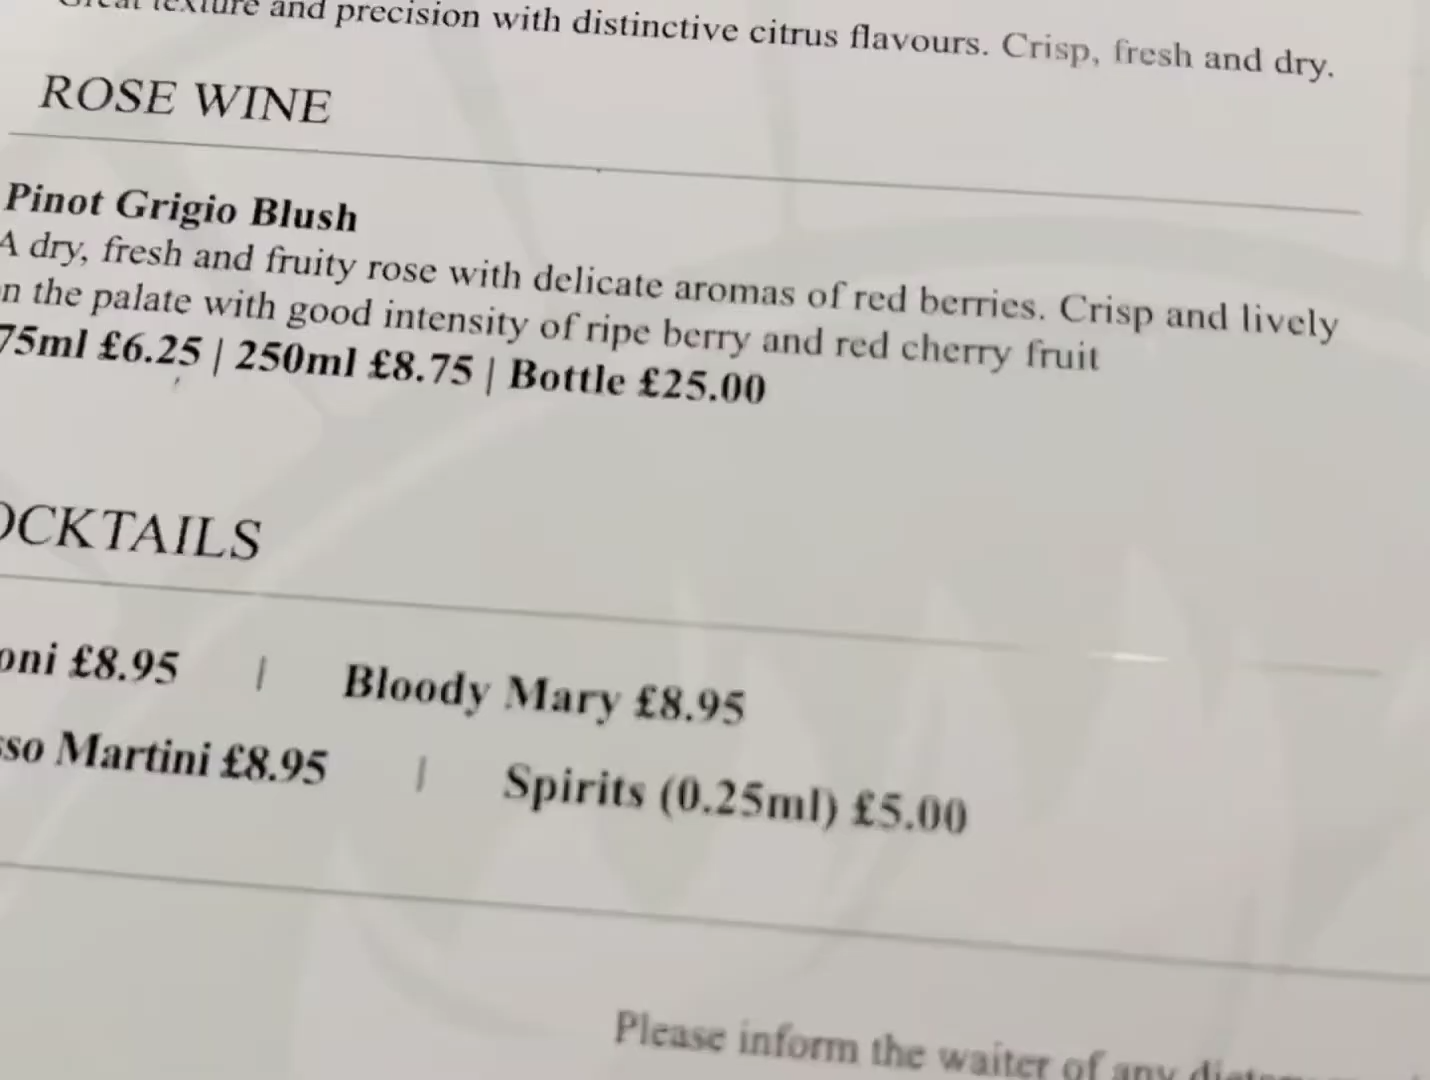 texture and precision with distinctive citrus flavours. Crisp, fresh and dry.
ROSE WINE
Pinot Grigio Blush
A dry, fresh and fruity rose with delicate aromas of red berries. Crisp and lively
n the palate with good intensity of ripe berry and red cherry fruit
75ml £6.25 | 250ml £8.75 | Bottle £25.00
OCKTAILS
oni £8.95 | Bloody Mary £8.95
sso Martini £8.95 | Spirits (0.25ml) £5.00
Please inform the waiter of any